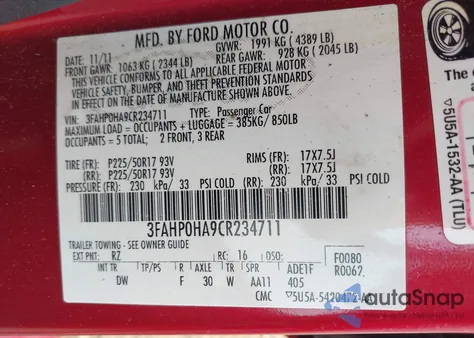 MFD. BY FORD MOTOR CO.
DATE: 11/11 GVWR: 1991 KG (4389 LB)
FRONT GAWR: 1063 KG (2344 LB) REAR GAWR: 928 KG (2045 LB)
THIS VEHICLE CONFORMS TO ALL APPLICABLE FEDERAL MOTOR
VEHICLE SAFETY, BUMPER, AND THEFT PREVENTION STANDARDS
IN EFFECT ON THE DATE OF MANUFACTURE SHOWN ABOVE.
VEHICLE: 3FAHP0HA9CR234711 TYPE: Passenger Car
MAXIMUM LOAD = OCCUPANTS + LUGGAGE = 385KG/ 850LB
OCCUPANTS = 5 TOTAL; 2 FRONT, 3 REAR
TIRE (FR) P225/50R17 93V RIMS (FR) 17X7.5J
(RR) P225/50R17 93V (RR) 17X7.5J
PRESSURE (FR) 230 kPa/ 33 PSI COLD (RR) 230 kPa/ 33 PSI COLD
3FAHP0HA9CR234711
TRAILER TOWING - SEE OWNER GUIDE
EXT PNT: RZ RC: 16 DSO: F0080
R0062
INT TR TP/PS R AXLE TR SPR ADE1F
DW F 30 W AA11 405
CMC ▽5U5A-5420472-A
▽5U5A-1532-AA (TLU)
The
a
autoSnap